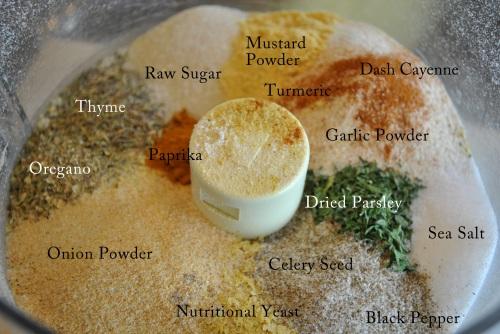 Mustard
Powder
Raw Sugar
Dash Cayenne
Turmeric
Thyme
Garlic Powder
Paprika
Oregano
Dried Parsley
Sea Salt
Onion Powder
Celery Seed
Nutritional Yeast
Black Pepper